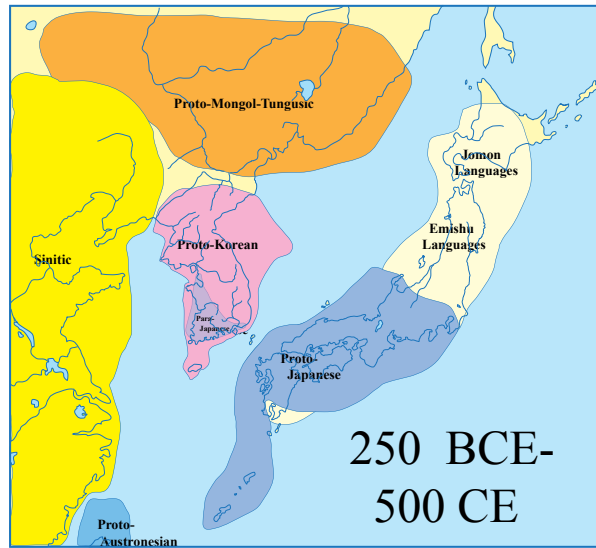 Proto-Mongol-Tungusic
Jomon
Languages
Emishu
Languages
Proto-Korean
Sinitic
Para-
Japanese
Proto-
Japanese
250 BCE-
500 CE
Proto-
Austronesian